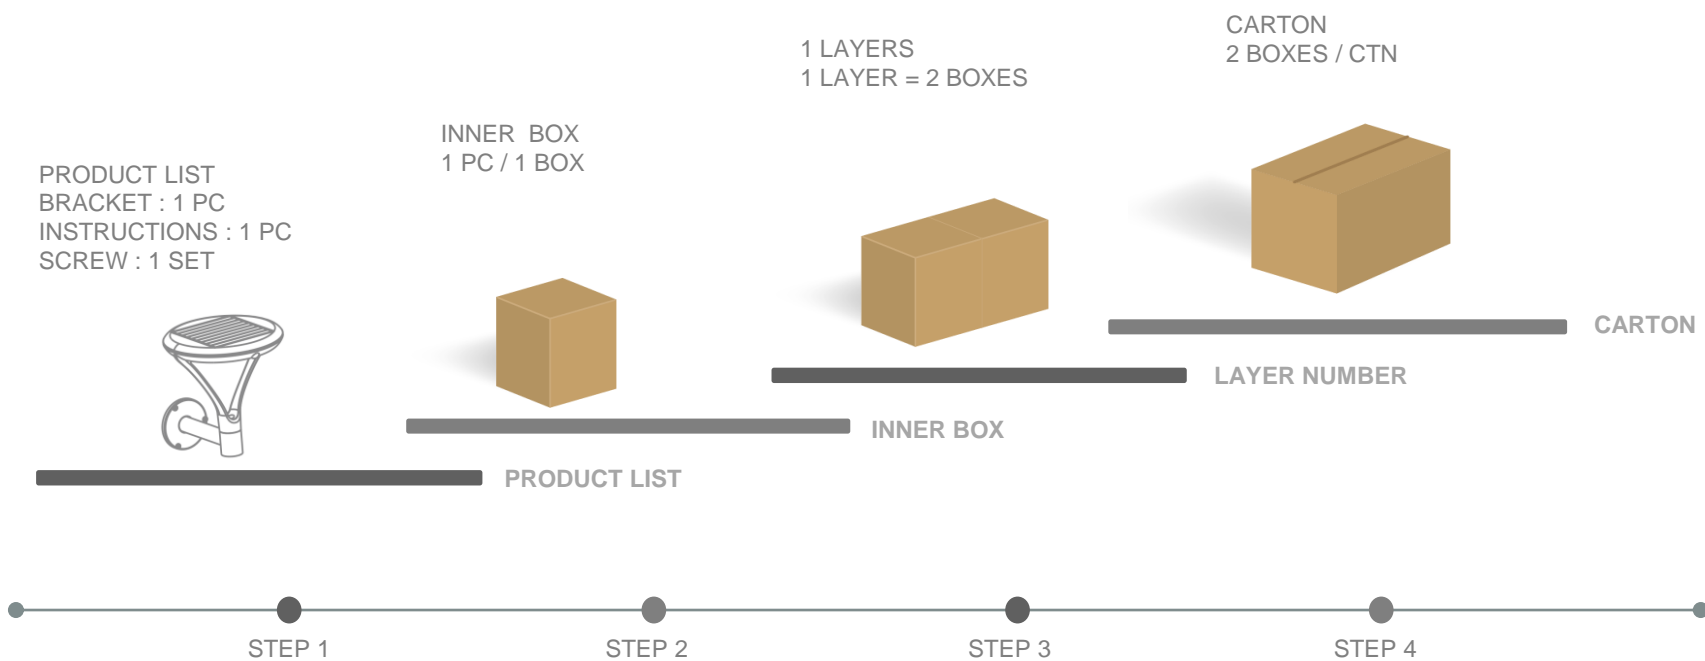 PRODUCT LIST
BRACKET : 1 PC
INSTRUCTIONS : 1 PC
SCREW : 1 SET
PRODUCT LIST
INNER  BOX
1 PC / 1 BOX
INNER BOX
1 LAYERS
1 LAYER = 2 BOXES
LAYER NUMBER
CARTON
2 BOXES / CTN
CARTON
STEP 1
STEP 2
STEP 3
STEP 4